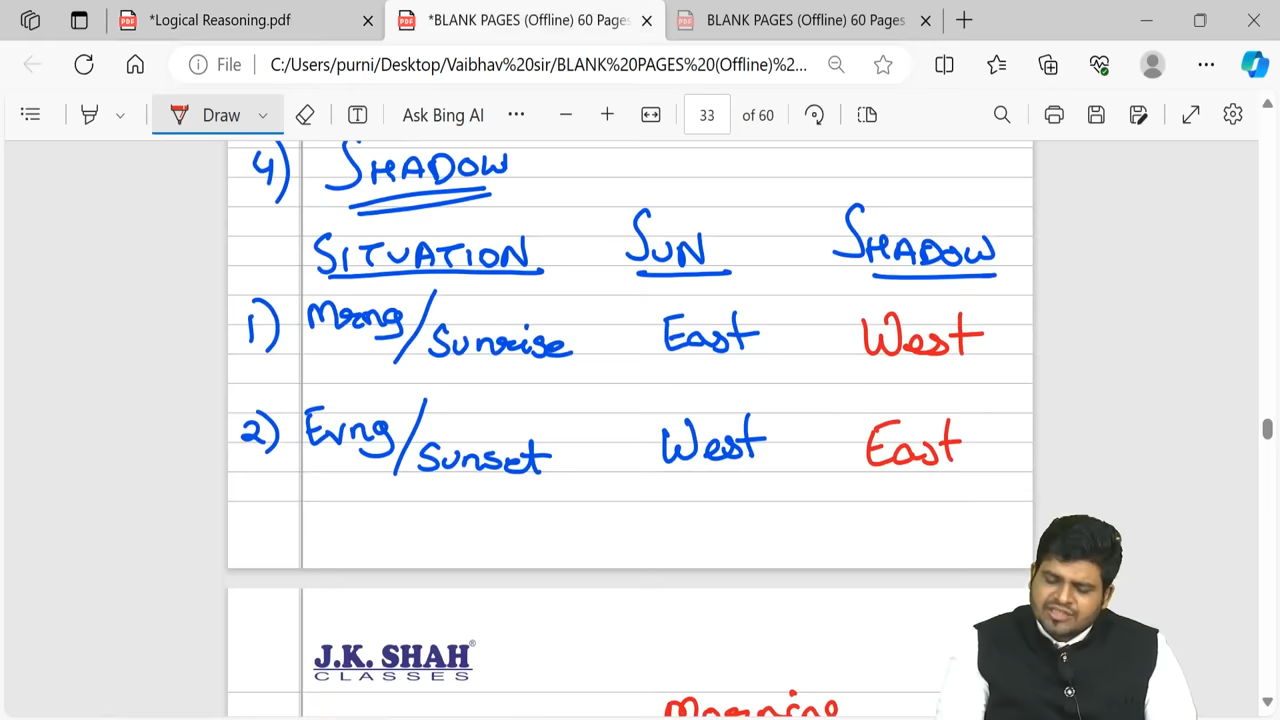 *Logical Reasoning.pdf
*BLANK PAGES (Offline) 60 Pages
BLANK PAGES (Offline) 60 Pages
File
C:/Users/purni/Desktop/Vaibhav%20sir/BLANK%20PAGES%20(Offline)%2...
Draw
Ask Bing AI
33 of 60
4) SHADOW
SITUATION SUN SHADOW
1) Mrng/Sunrise East West
2) Evng/Sunset West East
J.K. SHAH®
CLASSES
Morning